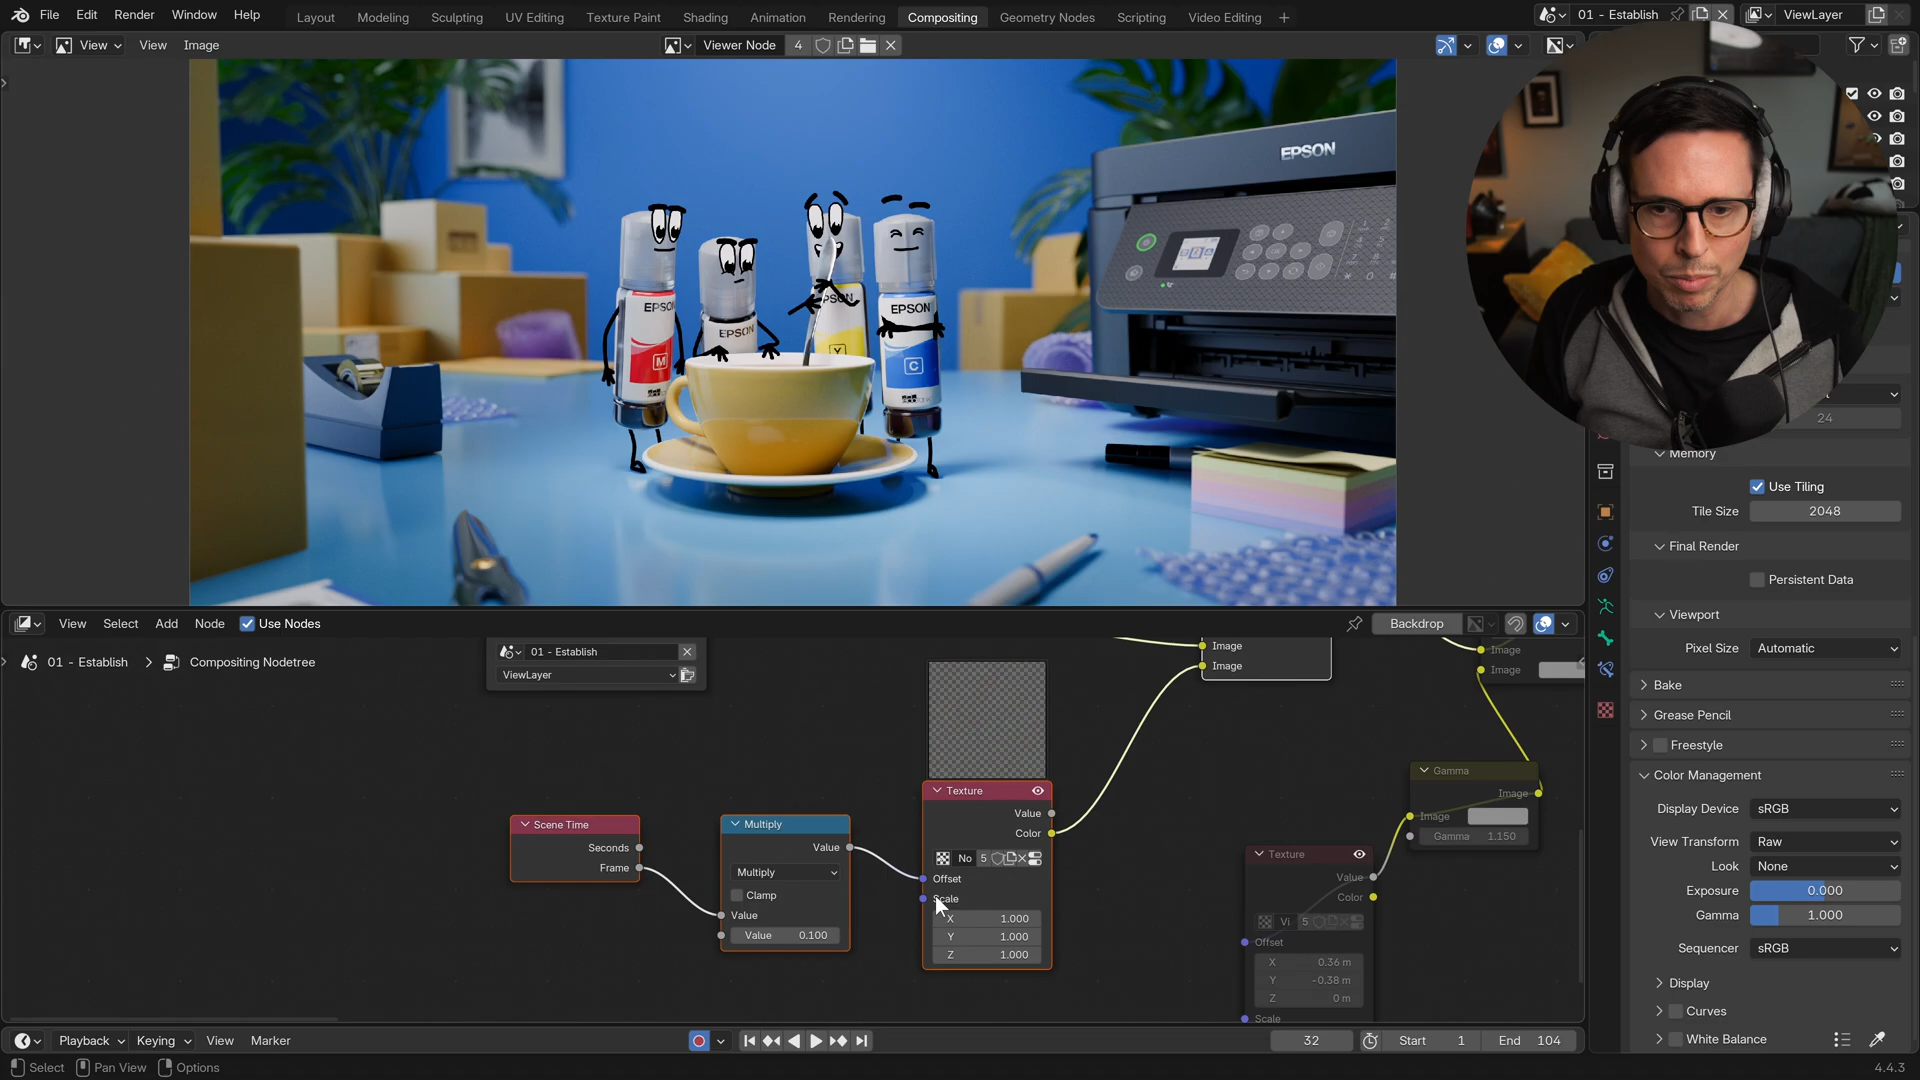 File Edit Render Window Help Layout Modeling Sculpting UV Editing Texture Paint Shading Animation Rendering Compositing Geometry Nodes Scripting Video Editing + 01 - Establish ViewLayer
View View Image Viewer Node 4
EPSON
EPSON
EPSON
EPSON
EPSON
M
Y
C
24
Memory
Use Tiling
Tile Size 2048
Final Render
Persistent Data
Viewport
Pixel Size Automatic
Bake
Grease Pencil
Freestyle
Color Management
Display Device sRGB
View Transform Raw
Look None
Exposure 0.000
Gamma 1.000
Sequencer sRGB
Display
Curves
White Balance
View Select Add Node Use Nodes Backdrop
01 - Establish > Compositing Nodetree
01 - Establish
ViewLayer
Scene Time
Seconds
Frame
Multiply
Value
Multiply
Clamp
Value
Value 0.100
Texture
Value
Color
No 5
Offset
Scale
X 1.000
Y 1.000
Z 1.000
Image
Image
Texture
Value
Color
Vi 5
Offset
X 0.36 m
Y -0.38 m
Z 0 m
Scale
Gamma
Image
Image
Gamma 1.150
Image
Image
Playback Keying View Marker 32 Start 1 End 104
Select Pan View Options 4.4.3